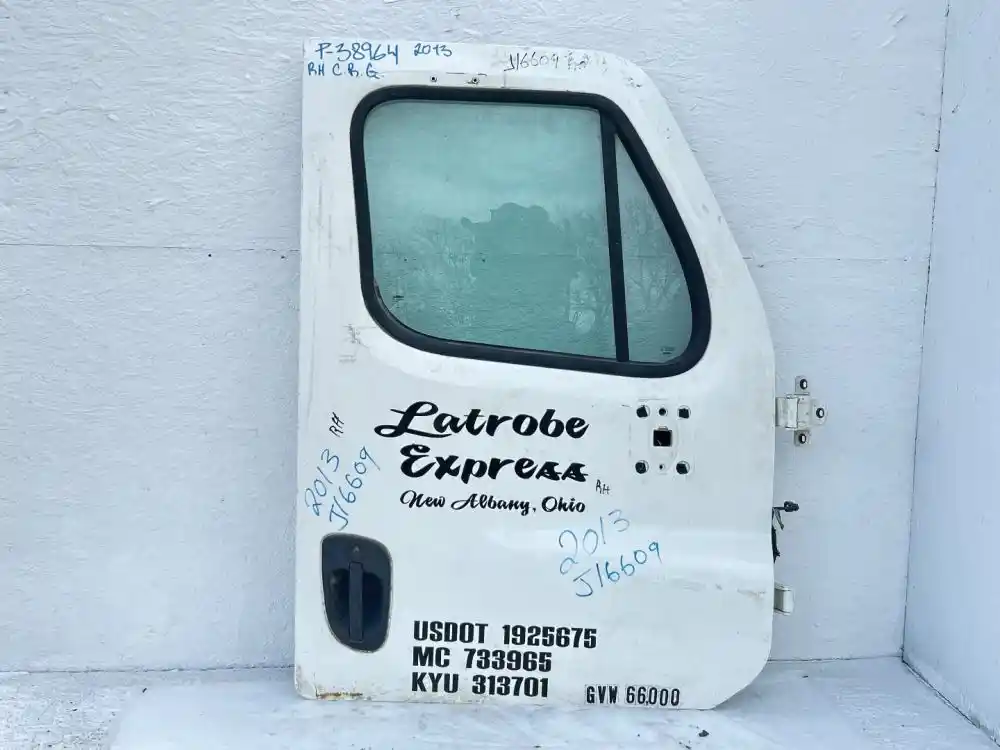 P-38964 2013
J16609
RH C.R.G.
Latrobe
Express
New Albany, Ohio
RH
2013
J16609
RH
2013
J16609
USDOT 1925675
MC 733965
KYU 313701
GVW 66,000